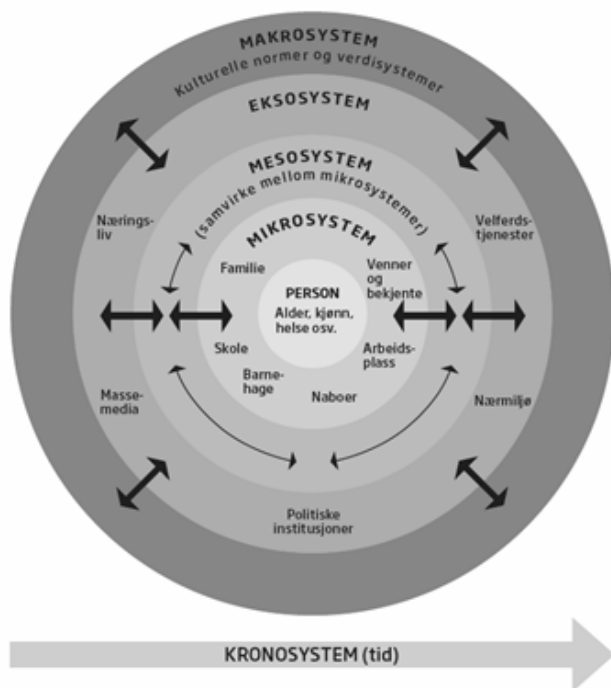 MAKROSYSTEM
Kulturelle normer og verdisystemer
EKSOSYSTEM
MESOSYSTEM
(samvirke mellom mikrosystemer)
MIKROSYSTEM
Nærings-
liv
Velferds-
tjenester
Familie
Venner
og
bekjente
PERSON
Alder, kjønn,
helse osv.
Skole
Arbeids-
plass
Barne-
hage
Naboer
Masse-
media
Nærmiljø
Politiske
institusjoner
KRONOSYSTEM (tid)